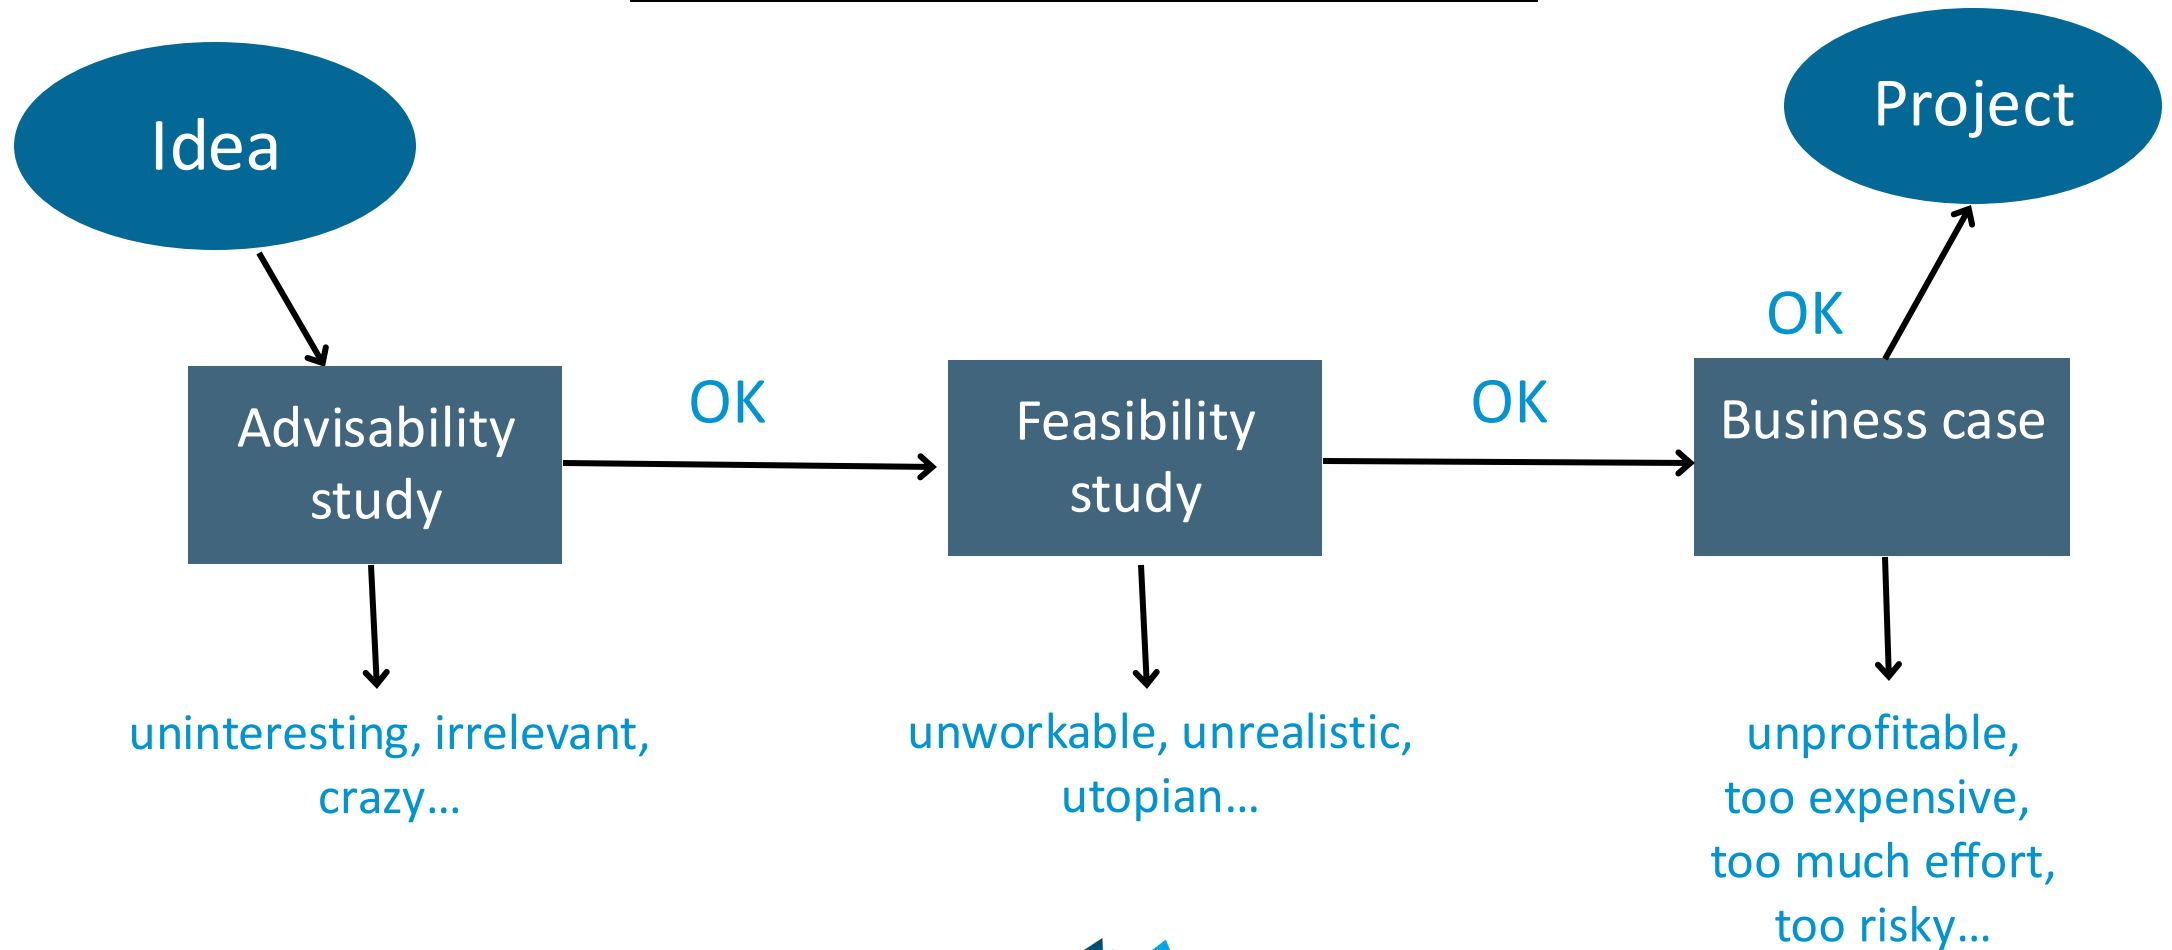 Idea
Project
OK
Advisability
study
OK
Feasibility
study
OK
Business case
uninteresting, irrelevant,
crazy...
unworkable, unrealistic,
utopian...
unprofitable,
too expensive,
too much effort,
too risky...